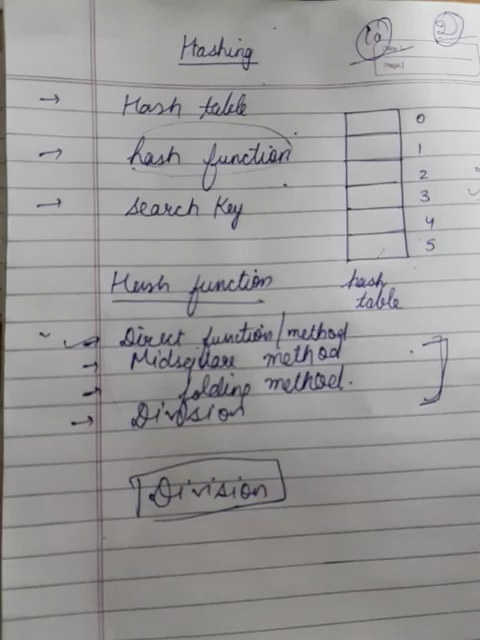 Hashing
→ Hash table
→ hash function
→ search Key
0
1
2
3
4
5
hash
table
Hash function
→ Direct function/method
→ Midsquare method
→ folding method.
→ Division
Division